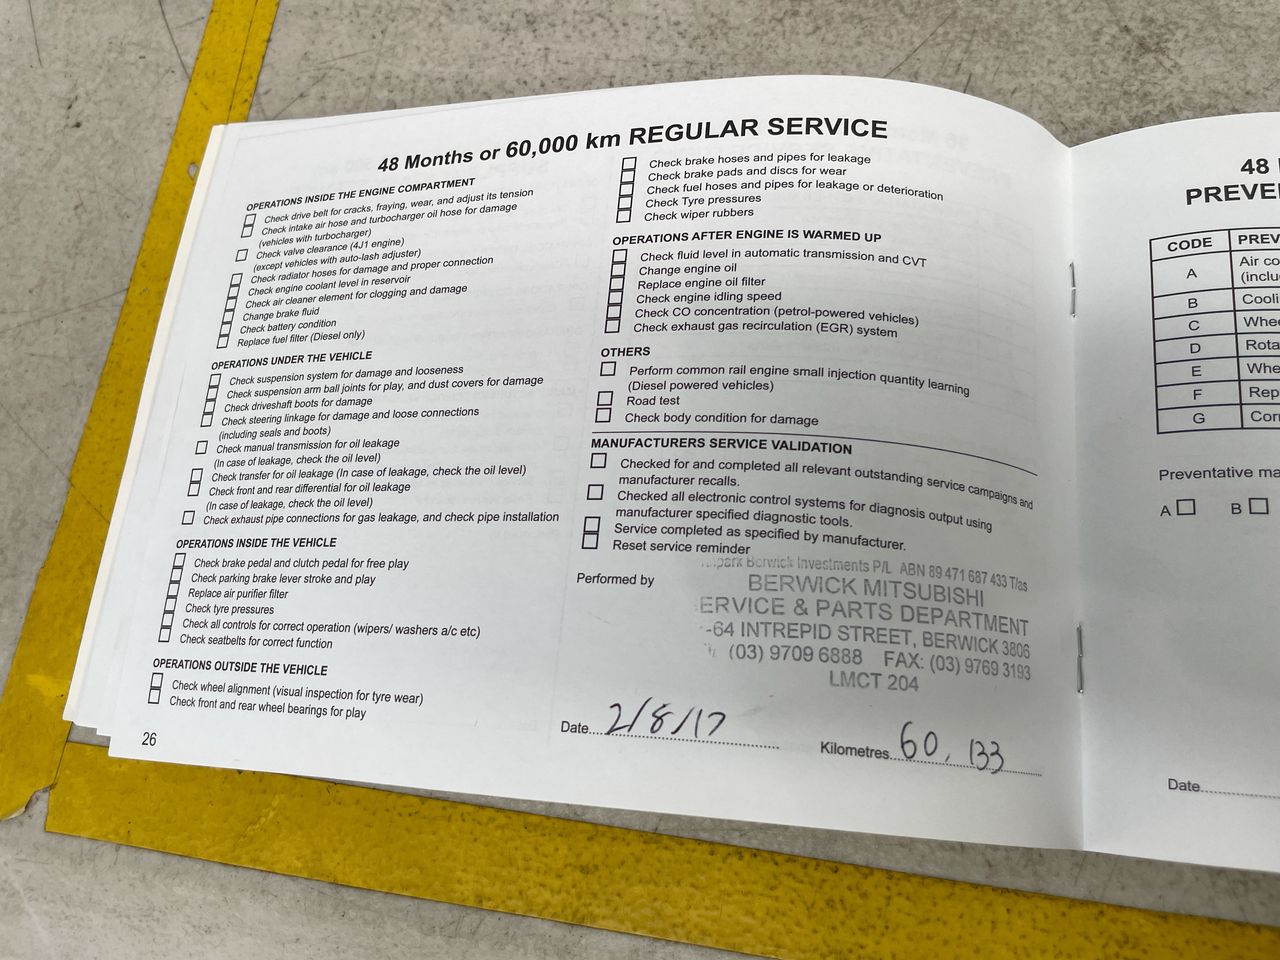 48 Months or 60,000 km REGULAR SERVICE
OPERATIONS INSIDE THE ENGINE COMPARTMENT
Check drive belt for cracks, fraying, wear, and adjust its tension
Check intake air hose and turbocharger oil hose for damage
(vehicles with turbocharger)
Check valve clearance (4J1 engine)
(except vehicles with auto-lash adjuster)
Check radiator hoses for damage and proper connection
Check engine coolant level in reservoir
Check air cleaner element for clogging and damage
Change brake fluid
Check battery condition
Replace fuel filter (Diesel only)
OPERATIONS UNDER THE VEHICLE
Check suspension system for damage and looseness
Check suspension arm ball joints for play, and dust covers for damage
Check driveshaft boots for damage
Check steering linkage for damage and loose connections
(including seals and boots)
Check manual transmission for oil leakage
(In case of leakage, check the oil level)
Check transfer for oil leakage (In case of leakage, check the oil level)
Check front and rear differential for oil leakage
(In case of leakage, check the oil level)
Check exhaust pipe connections for gas leakage, and check pipe installation
OPERATIONS INSIDE THE VEHICLE
Check brake pedal and clutch pedal for free play
Check parking brake lever stroke and play
Replace air purifier filter
Check tyre pressures
Check all controls for correct operation (wipers/ washers a/c etc)
Check seatbelts for correct function
OPERATIONS OUTSIDE THE VEHICLE
Check wheel alignment (visual inspection for tyre wear)
Check front and rear wheel bearings for play
26
Check brake hoses and pipes for leakage
Check brake pads and discs for wear
Check fuel hoses and pipes for leakage or deterioration
Check Tyre pressures
Check wiper rubbers
OPERATIONS AFTER ENGINE IS WARMED UP
Check fluid level in automatic transmission and CVT
Change engine oil
Replace engine oil filter
Check engine idling speed
Check CO concentration (petrol-powered vehicles)
Check exhaust gas recirculation (EGR) system
OTHERS
Perform common rail engine small injection quantity learning
(Diesel powered vehicles)
Road test
Check body condition for damage
MANUFACTURERS SERVICE VALIDATION
Checked for and completed all relevant outstanding service campaigns and
manufacturer recalls.
Checked all electronic control systems for diagnosis output using
manufacturer specified diagnostic tools.
Service completed as specified by manufacturer.
Reset service reminder
Performed by
Berwick Investments P/L ABN 89 471 687 433 T/as
BERWICK MITSUBISHI
ERVICE & PARTS DEPARTMENT
-64 INTREPID STREET, BERWICK 3806
(03) 9709 6888 FAX: (03) 9769 3193
LMCT 204
Date 2/8/17
Kilometres 60,133
48
PREVE
CODE PREV
A Air co
(inclu
B Cooli
C Whe
D Rota
E Whe
F Rep
G Con
Preventative ma
A B
Date